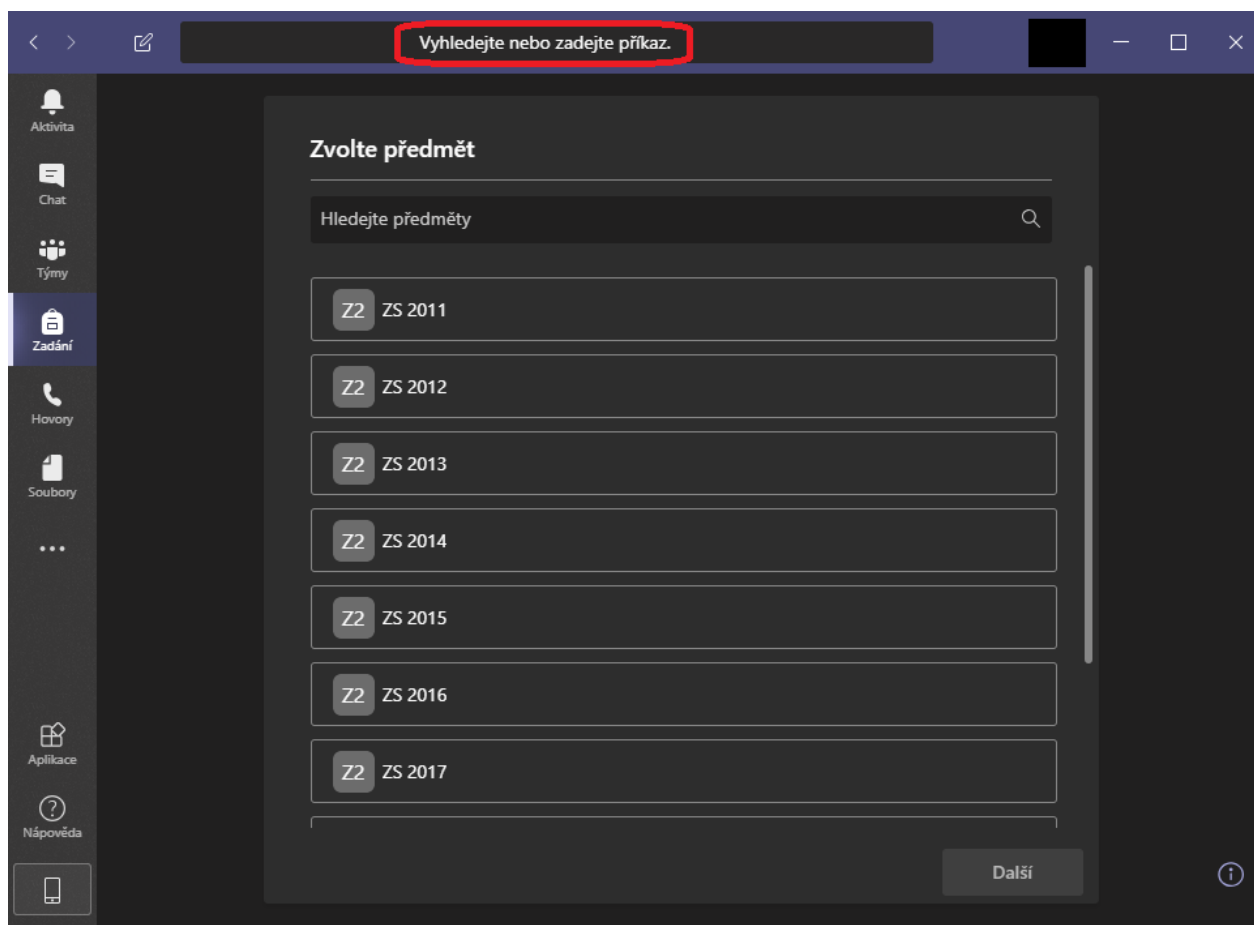 Vyhledejte nebo zadejte příkaz.
Aktivita
Chat
Týmy
Zadání
Hovory
Soubory
Aplikace
Nápověda
Zvolte předmět
Hledejte předměty
Z2 ZS 2011
Z2 ZS 2012
Z2 ZS 2013
Z2 ZS 2014
Z2 ZS 2015
Z2 ZS 2016
Z2 ZS 2017
Další